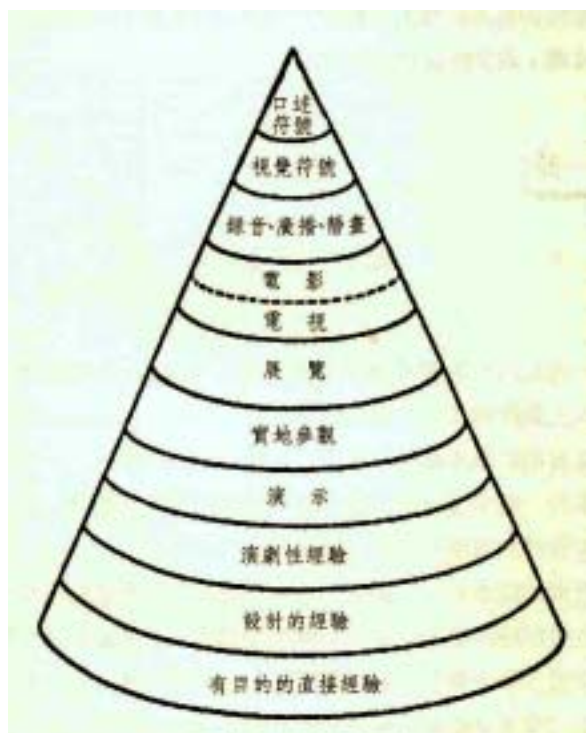 口述
符號
視覺符號
錄音、廣播、靜畫
電影
電視
展覽
實地參觀
演示
演劇性經驗
設計的經驗
有目的的直接經驗